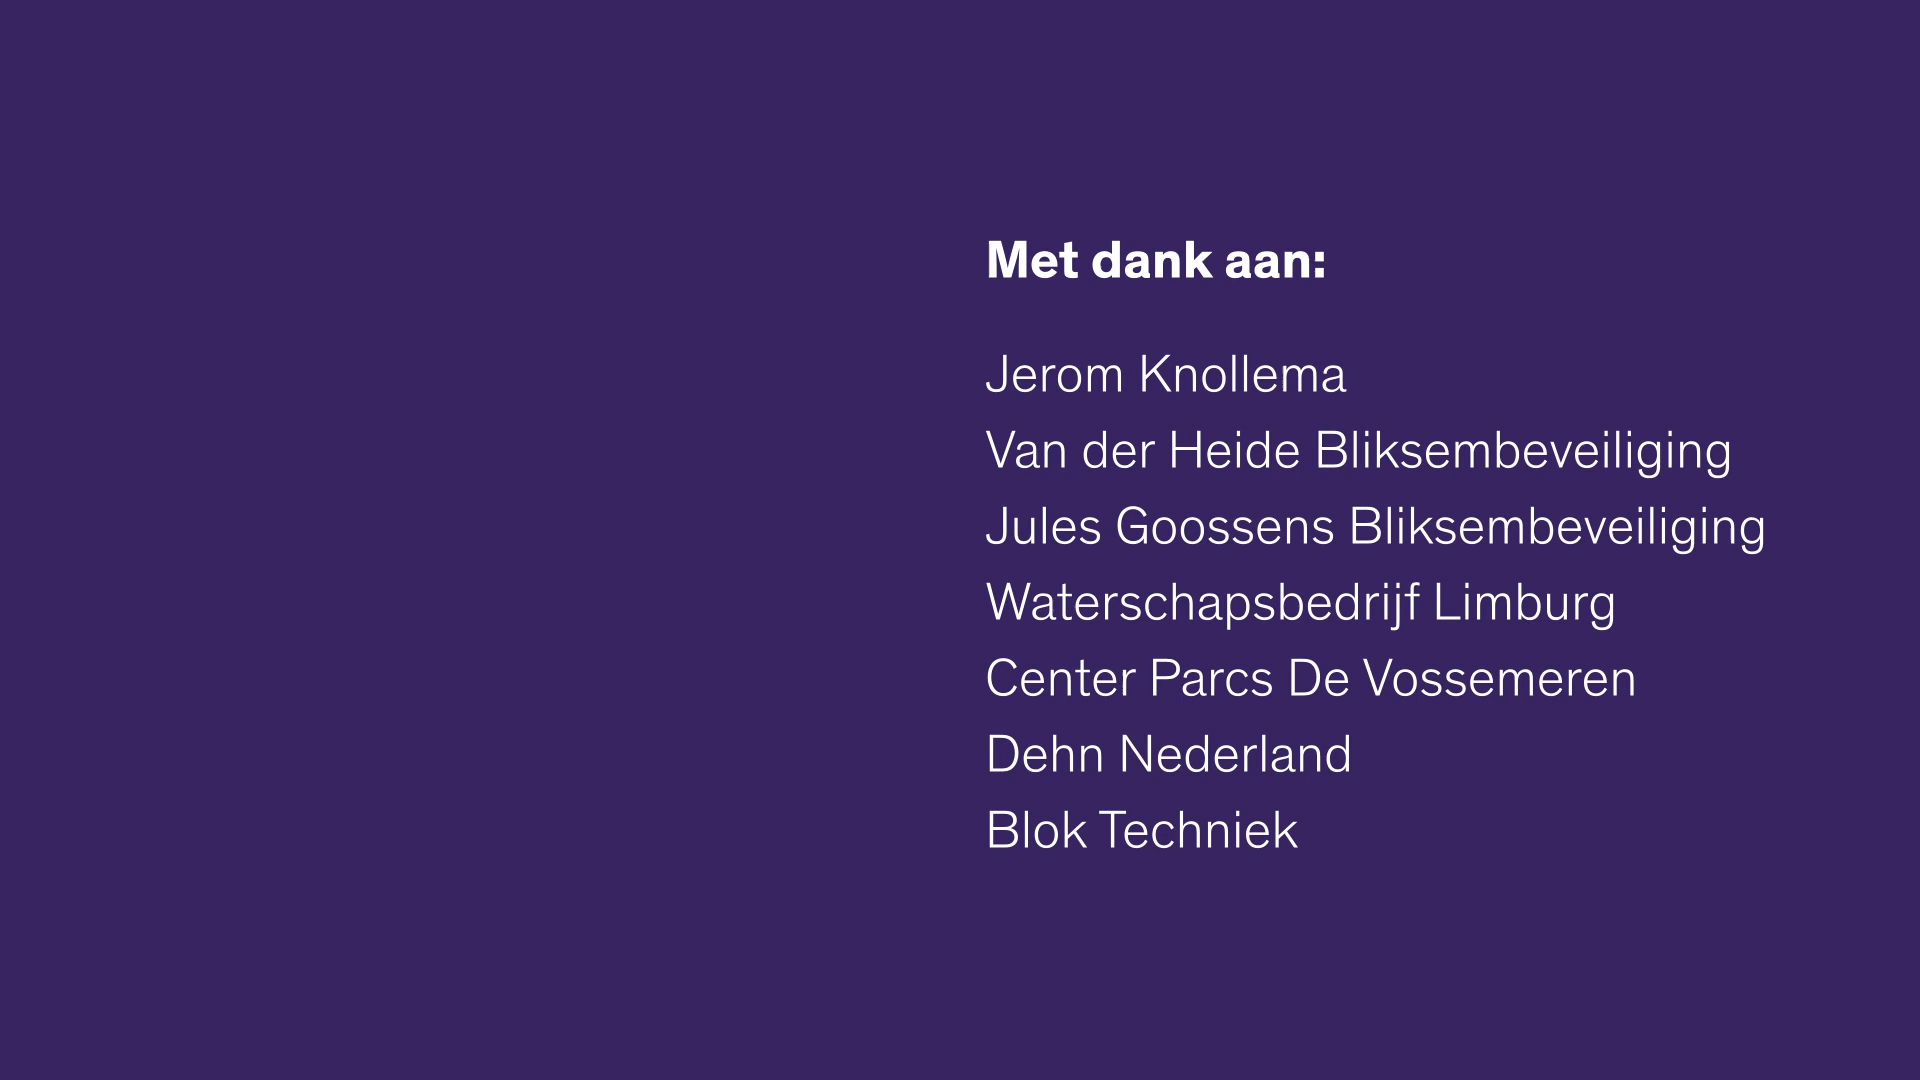 Met dank aan:
Jerom Knollema
Van der Heide Bliksembeveiliging
Jules Goossens Bliksembeveiliging
Waterschapsbedrijf Limburg
Center Parcs De Vossemeren
Dehn Nederland
Blok Techniek